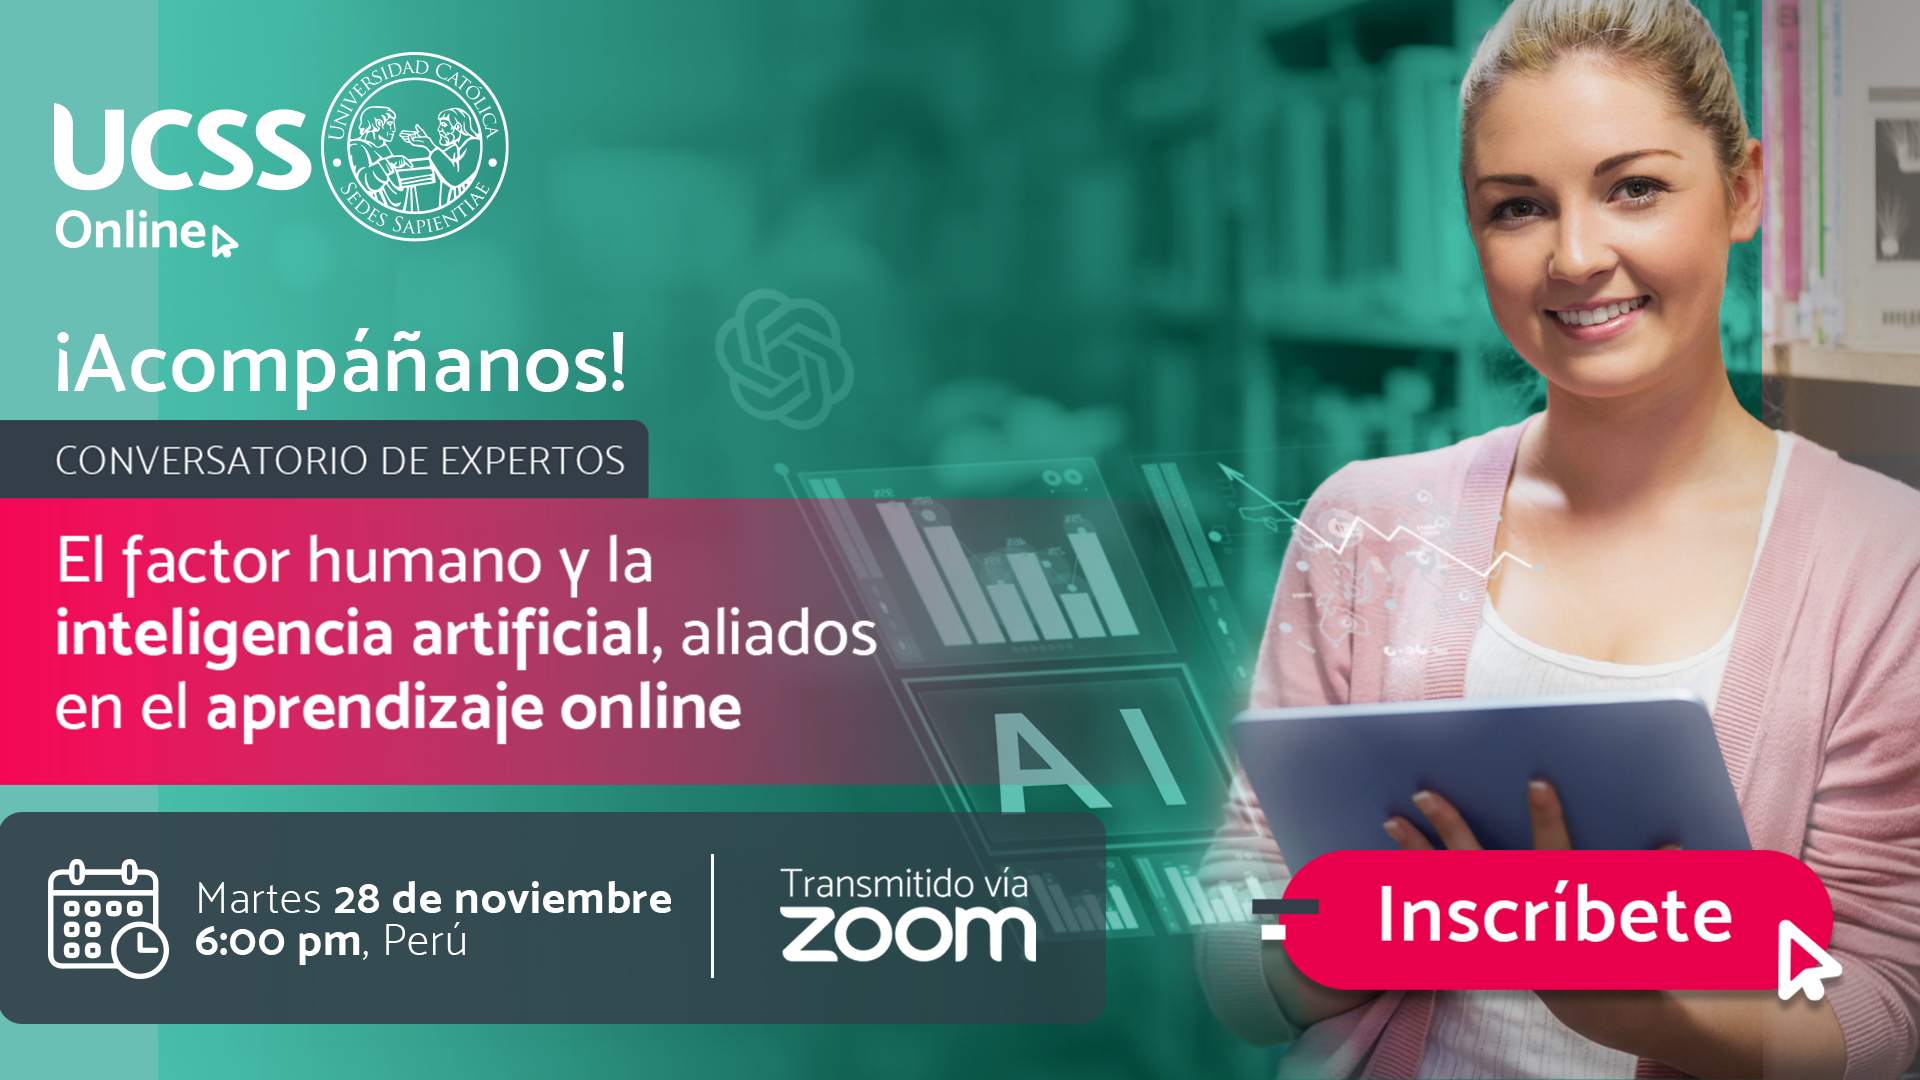 UCSS
Online
UNIVERSIDAD CATÓLICA
SEDES SAPIENTIAE
¡Acompáñanos!
CONVERSATORIO DE EXPERTOS
El factor humano y la
inteligencia artificial, aliados
en el aprendizaje online
AI
Martes 28 de noviembre
6:00 pm, Perú
Transmitido vía
zoom
Inscríbete